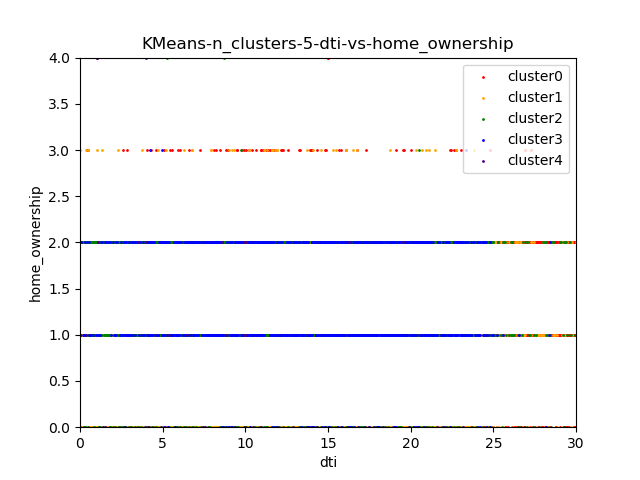 KMeans-n_clusters-5-dti-vs-home_ownership
4.0
3.5
3.0
2.5
2.0
1.5
1.0
0.5
0.0
home_ownership
cluster0
cluster1
cluster2
cluster3
cluster4
0 5 10 15 20 25 30
dti